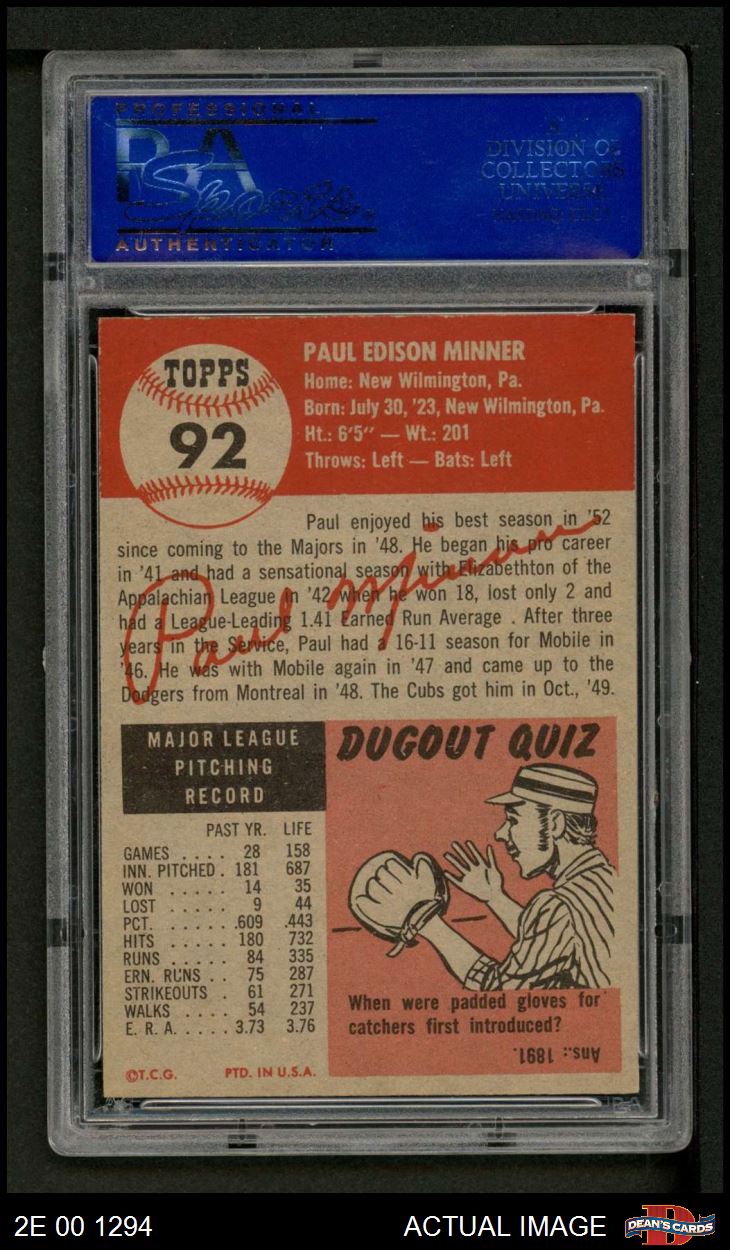 PROFESSIONAL
PSA
AUTHENTICATOR
A
DIVISION OF
COLLECTORS
UNIVERSE
NASDAQ: CLCT
TOPPS
92
PAUL EDISON MINNER
Home: New Wilmington, Pa.
Born: July 30, '23, New Wilmington, Pa.
Ht.: 6'5" — Wt.: 201
Throws: Left — Bats: Left
Paul enjoyed his best season in '52
since coming to the Majors in '48. He began his pro career
in '41 and had a sensational season with Elizabethton of the
Appalachian League in '42 when he won 18, lost only 2 and
had a League-Leading 1.41 Earned Run Average . After three
years in the Service, Paul had a 16-11 season for Mobile in
'46. He was with Mobile again in '47 and came up to the
Dodgers from Montreal in '48. The Cubs got him in Oct., '49.
Paul Minner
MAJOR LEAGUE
PITCHING
RECORD
PAST YR. LIFE
GAMES . . . . 28 158
INN. PITCHED . 181 687
WON . . . . . 14 35
LOST . . . . . 9 44
PCT. . . . . . .609 .443
HITS . . . . . 180 732
RUNS . . . . . 84 335
ERN. RUNS . . 75 287
STRIKEOUTS . 61 271
WALKS . . . . 54 237
E. R. A. . . . . . 3.73 3.76
©T.C.G. PTD. IN U.S.A.
DUGOUT QUIZ
When were padded gloves for
catchers first introduced?
Ans.: 1891.
2E 00 1294
ACTUAL IMAGE
D
DEAN'S CARDS